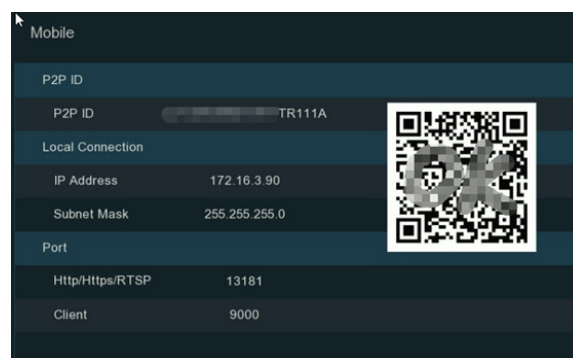 Mobile
P2P ID
P2P ID TR111A
Local Connection
IP Address 172.16.3.90
Subnet Mask 255.255.255.0
Port
Http/Https/RTSP 13181
Client 9000
OK